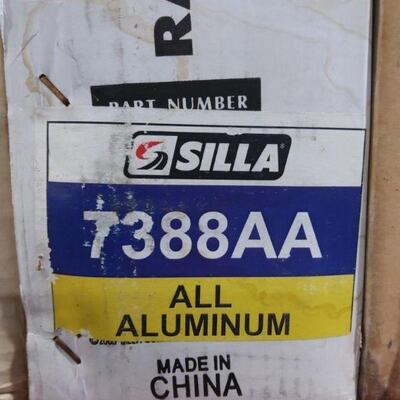 RA
PART NUMBER
SILLA
7388AA
ALL
ALUMINUM
MADE IN
CHINA